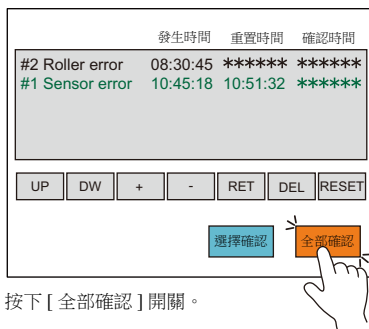 發生時間 重置時間 確認時間
#2 Roller error 08:30:45 ****** ******
#1 Sensor error 10:45:18 10:51:32 ******
UP DW + - RET DEL RESET
選擇確認 全部確認
按下 [ 全部確認 ] 開關。